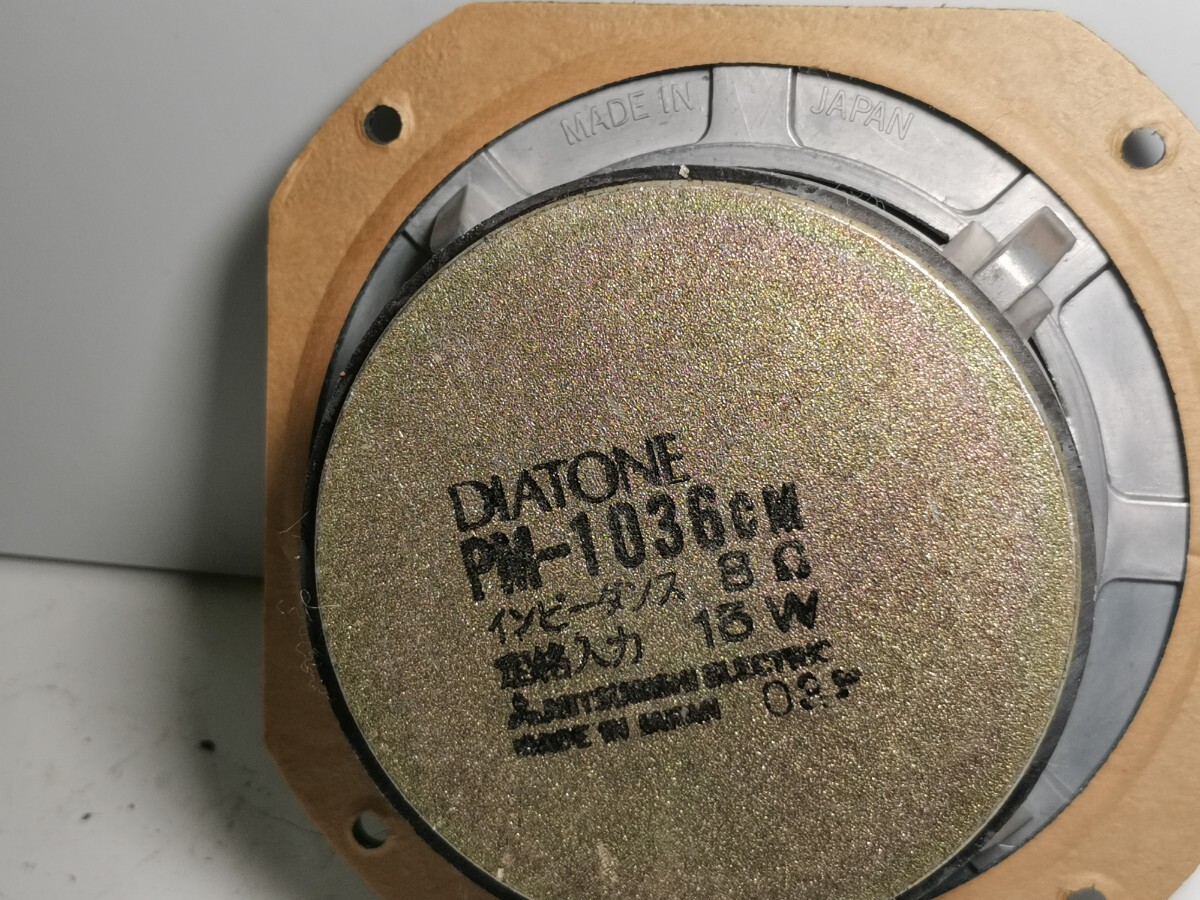 MADE IN JAPAN
DIATONE
PM-1036CM
インピーダンス 8Ω
定格入力 15W
MITSUBISHI ELECTRIC
MADE IN JAPAN